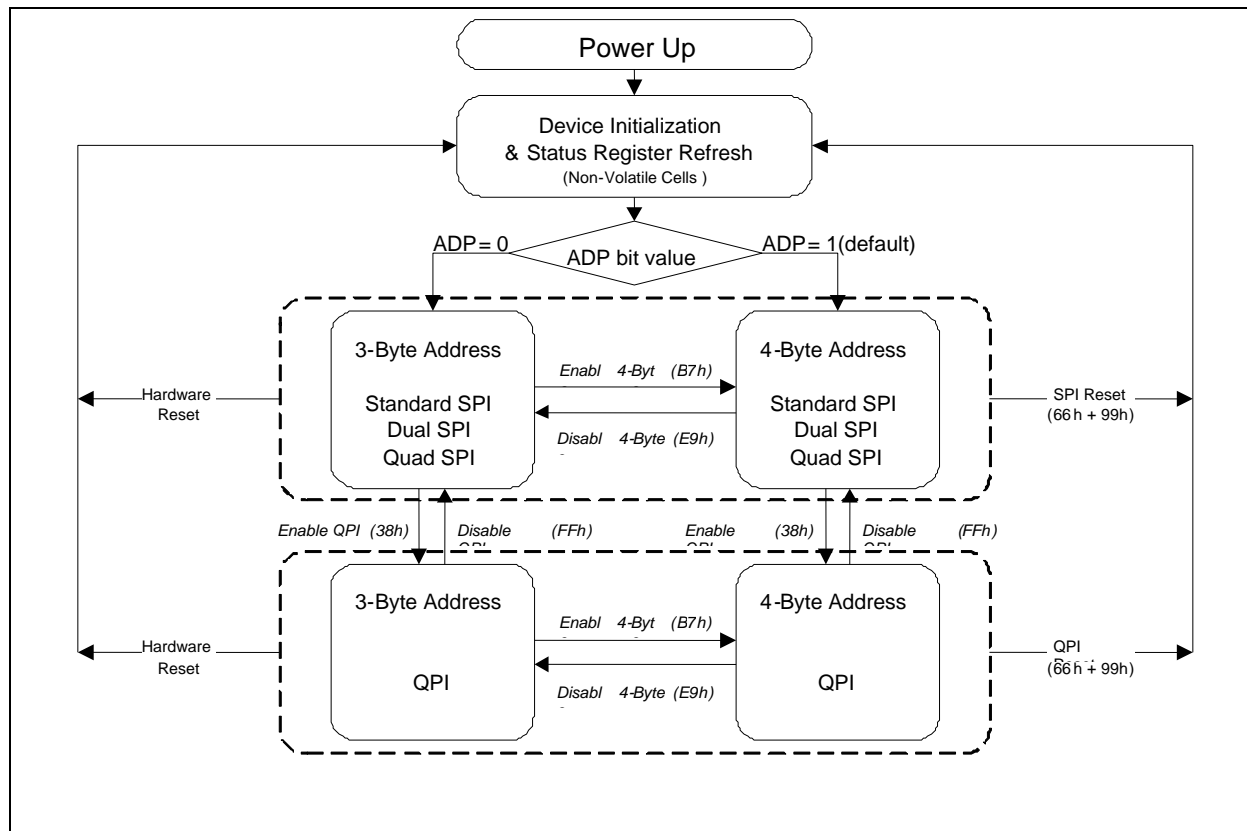 Power Up
Device Initialization
& Status Register Refresh
(Non-Volatile Cells )
ADP = 0
ADP bit value
ADP = 1(default)
3-Byte Address
Standard SPI
Dual SPI
Quad SPI
Enabl 4-Byt (B7h)
Disabl 4-Byte (E9h)
4-Byte Address
Standard SPI
Dual SPI
Quad SPI
Hardware
Reset
SPI Reset
(66h + 99h)
Enable QPI (38h)
Disable
(FFh)
Enable
(38h)
Disable
(FFh)
3-Byte Address
QPI
Enabl 4-Byt (B7h)
Disabl 4-Byte (E9h)
4-Byte Address
QPI
Hardware
Reset
QPI
(66h + 99h)